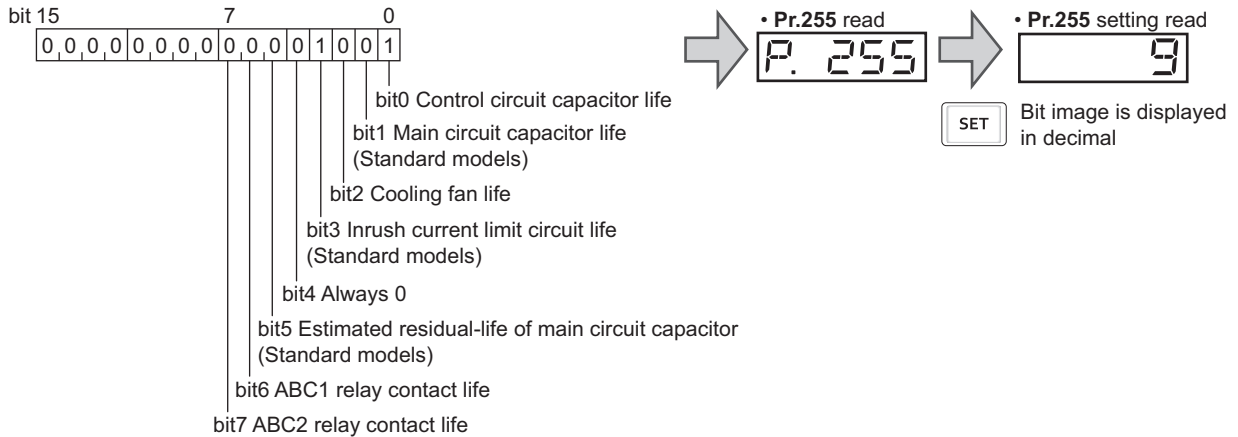 bit 15 7 0
0 0 0 0 0 0 0 0 0 0 0 0 1 0 0 1
bit0 Control circuit capacitor life
bit1 Main circuit capacitor life
(Standard models)
bit2 Cooling fan life
bit3 Inrush current limit circuit life
(Standard models)
bit4 Always 0
bit5 Estimated residual-life of main circuit capacitor
(Standard models)
bit6 ABC1 relay contact life
bit7 ABC2 relay contact life
• Pr.255 read
P. 255
• Pr.255 setting read
9
SET
Bit image is displayed
in decimal